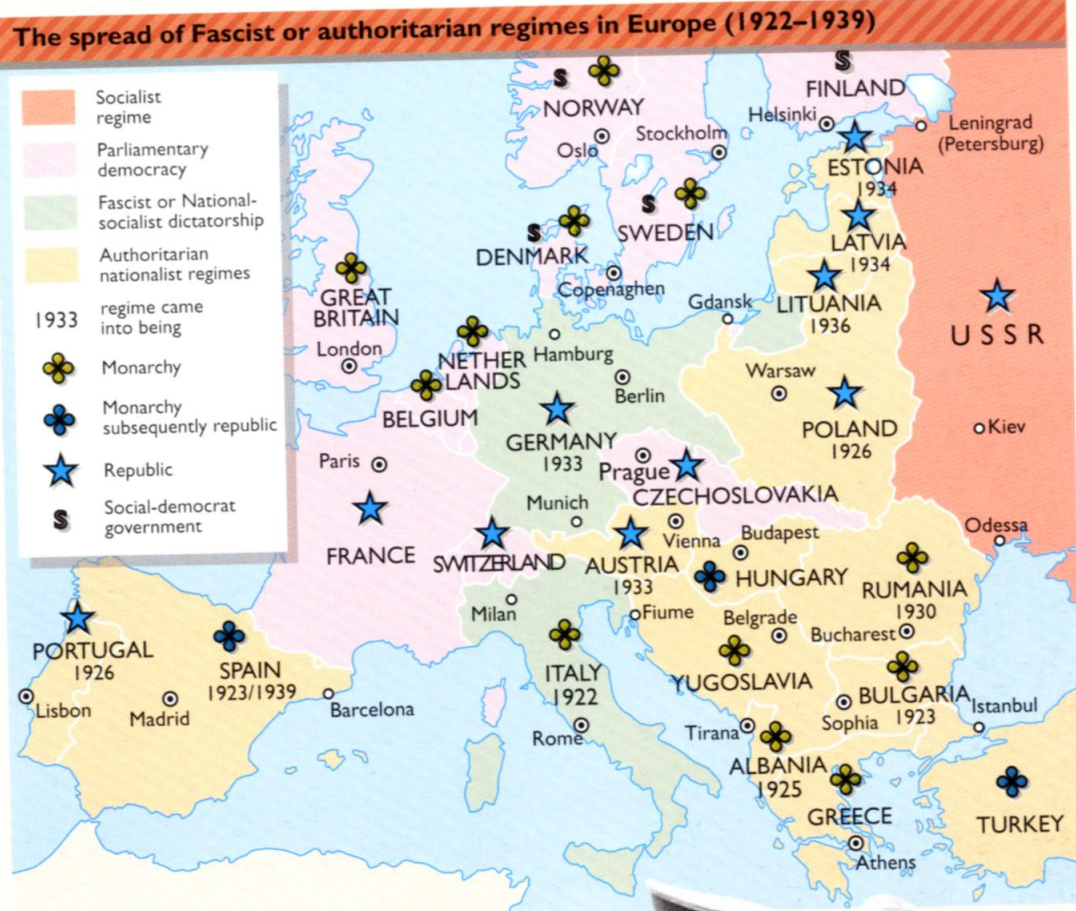 The spread of Fascist or authoritarian regimes in Europe (1922–1939)
Socialist
regime
Parliamentary
democracy
Fascist or National-
socialist dictatorship
Authoritarian
nationalist regimes
1933
regime came
into being
Monarchy
Monarchy
subsequently republic
Republic
S
Social-democrat
government
S
NORWAY
Oslo
Stockholm
S
SWEDEN
S
FINLAND
Helsinki
Leningrad
(Petersburg)
ESTONIA
1934
LATVIA
1934
LITUANIA
1936
USSR
Kiev
Odessa
S
DENMARK
Copenaghen
GREAT
BRITAIN
London
NETHER
LANDS
BELGIUM
Hamburg
Berlin
Gdansk
GERMANY
1933
Munich
Warsaw
POLAND
1926
Prague
CZECHOSLOVAKIA
Paris
FRANCE
SWITZERLAND
AUSTRIA
1933
Vienna
Budapest
HUNGARY
RUMANIA
1930
Bucharest
Milan
Fiume
Belgrade
YUGOSLAVIA
BULGARIA
1923
Sophia
Istanbul
PORTUGAL
1926
Lisbon
SPAIN
1923/1939
Madrid
Barcelona
ITALY
1922
Rome
Tirana
ALBANIA
1925
GREECE
Athens
TURKEY